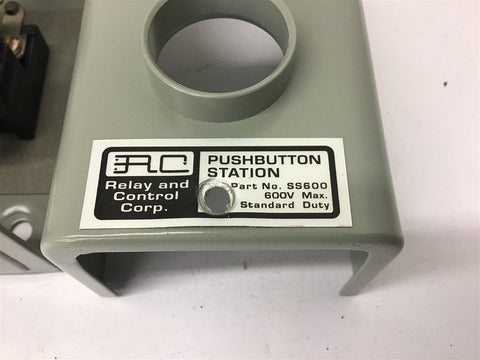 RC
Relay and
Control
Corp.
PUSHBUTTON
STATION
Part No. SS600
600V Max.
Standard Duty